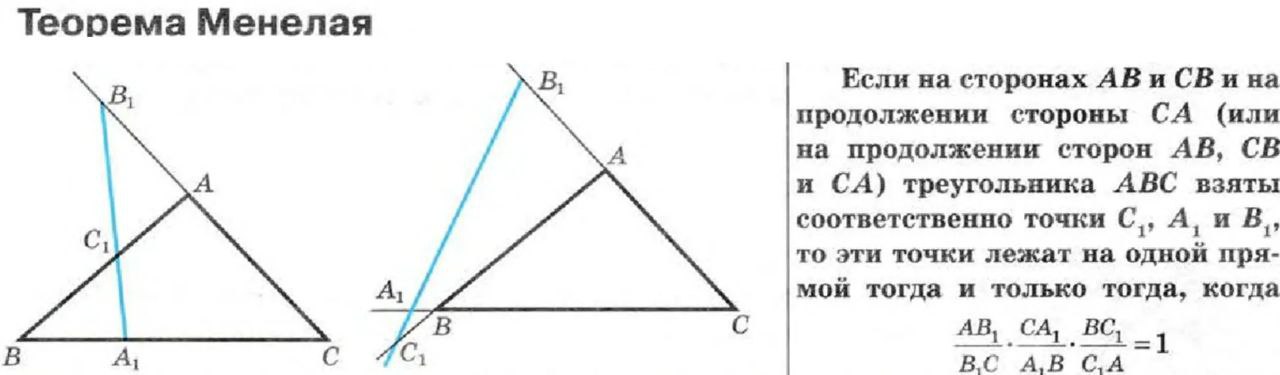 Теорема Менелая
B₁
A
C₁
B
A₁
C
B₁
A
A₁
B
C₁
C
Если на сторонах AB и CB и на
продолжении стороны CA (или
на продолжении сторон AB, CB
и CA) треугольника ABC взяты
соответственно точки C₁, A₁ и B₁,
то эти точки лежат на одной пря-
мой тогда и только тогда, когда
AB₁/B₁C · CA₁/A₁B · BC₁/C₁A = 1